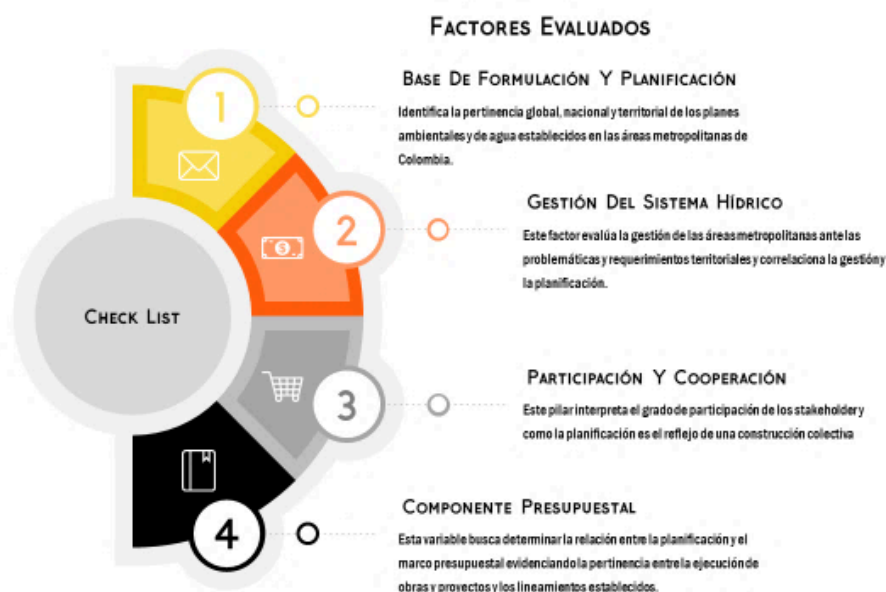 FACTORES EVALUADOS
BASE DE FORMULACIÓN Y PLANIFICACIÓN
Identifica la pertinencia global, nacional y territorial de los planes
ambientales y de agua establecidos en las áreas metropolitanas de
Colombia.
1
GESTIÓN DEL SISTEMA HÍDRICO
Este factor evalúa la gestión de las áreas metropolitanas ante las
problemáticas y requerimientos territoriales y correlaciona la gestión y
la planificación.
2
CHECK LIST
PARTICIPACIÓN Y COOPERACIÓN
Este pilar interpreta el grado de participación de los stakeholder y
como la planificación es el reflejo de una construcción colectiva
3
COMPONENTE PRESUPUESTAL
Esta variable busca determinar la relación entre la planificación y el
marco presupuestal evidenciando la pertinencia entre la ejecución de
obras y proyectos y los lineamientos establecidos.
4